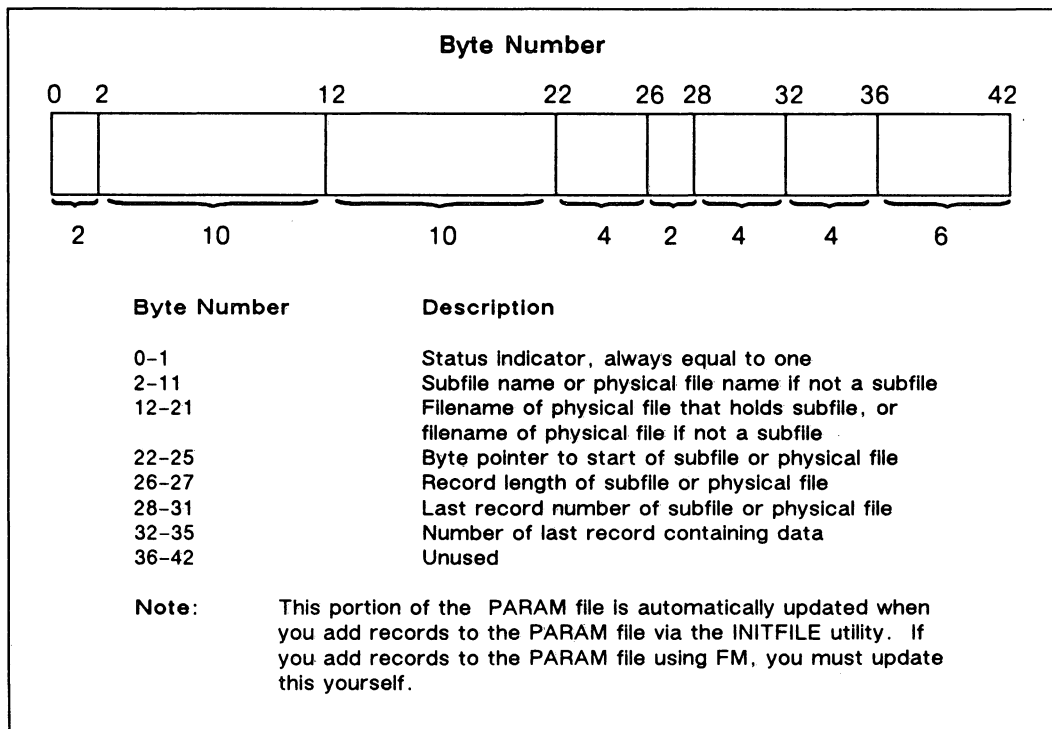 Byte Number
0 2 12 22 26 28 32 36 42
2 10 10 4 2 4 4 6
Byte Number Description
0-1 Status indicator, always equal to one
2-11 Subfile name or physical file name if not a subfile
12-21 Filename of physical file that holds subfile, or
filename of physical file if not a subfile
22-25 Byte pointer to start of subfile or physical file
26-27 Record length of subfile or physical file
28-31 Last record number of subfile or physical file
32-35 Number of last record containing data
36-42 Unused
Note: This portion of the PARAM file is automatically updated when
you add records to the PARAM file via the INITFILE utility. If
you add records to the PARAM file using FM, you must update
this yourself.